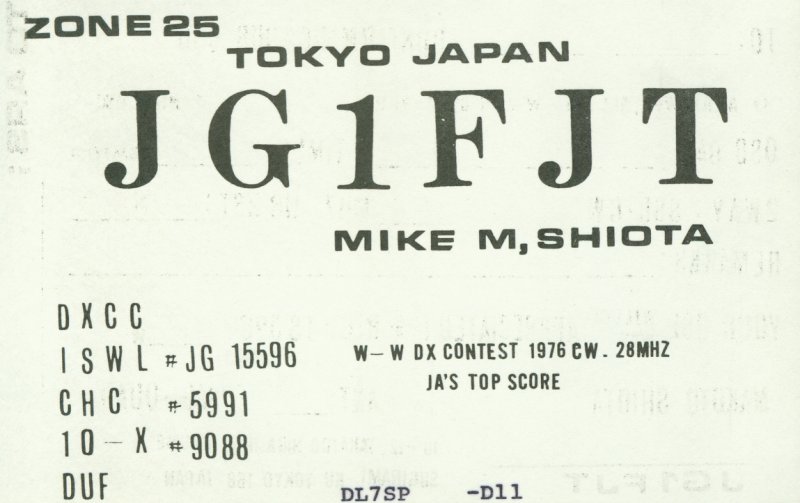 ZONE 25
TOKYO JAPAN
JG1FJT
MIKE M, SHIOTA
DXCC
ISWL #JG 15596
CHC #5991
10-X #9088
DUF
W-W DX CONTEST 1976 CW. 28MHZ
JA'S TOP SCORE
DL7SP -D11